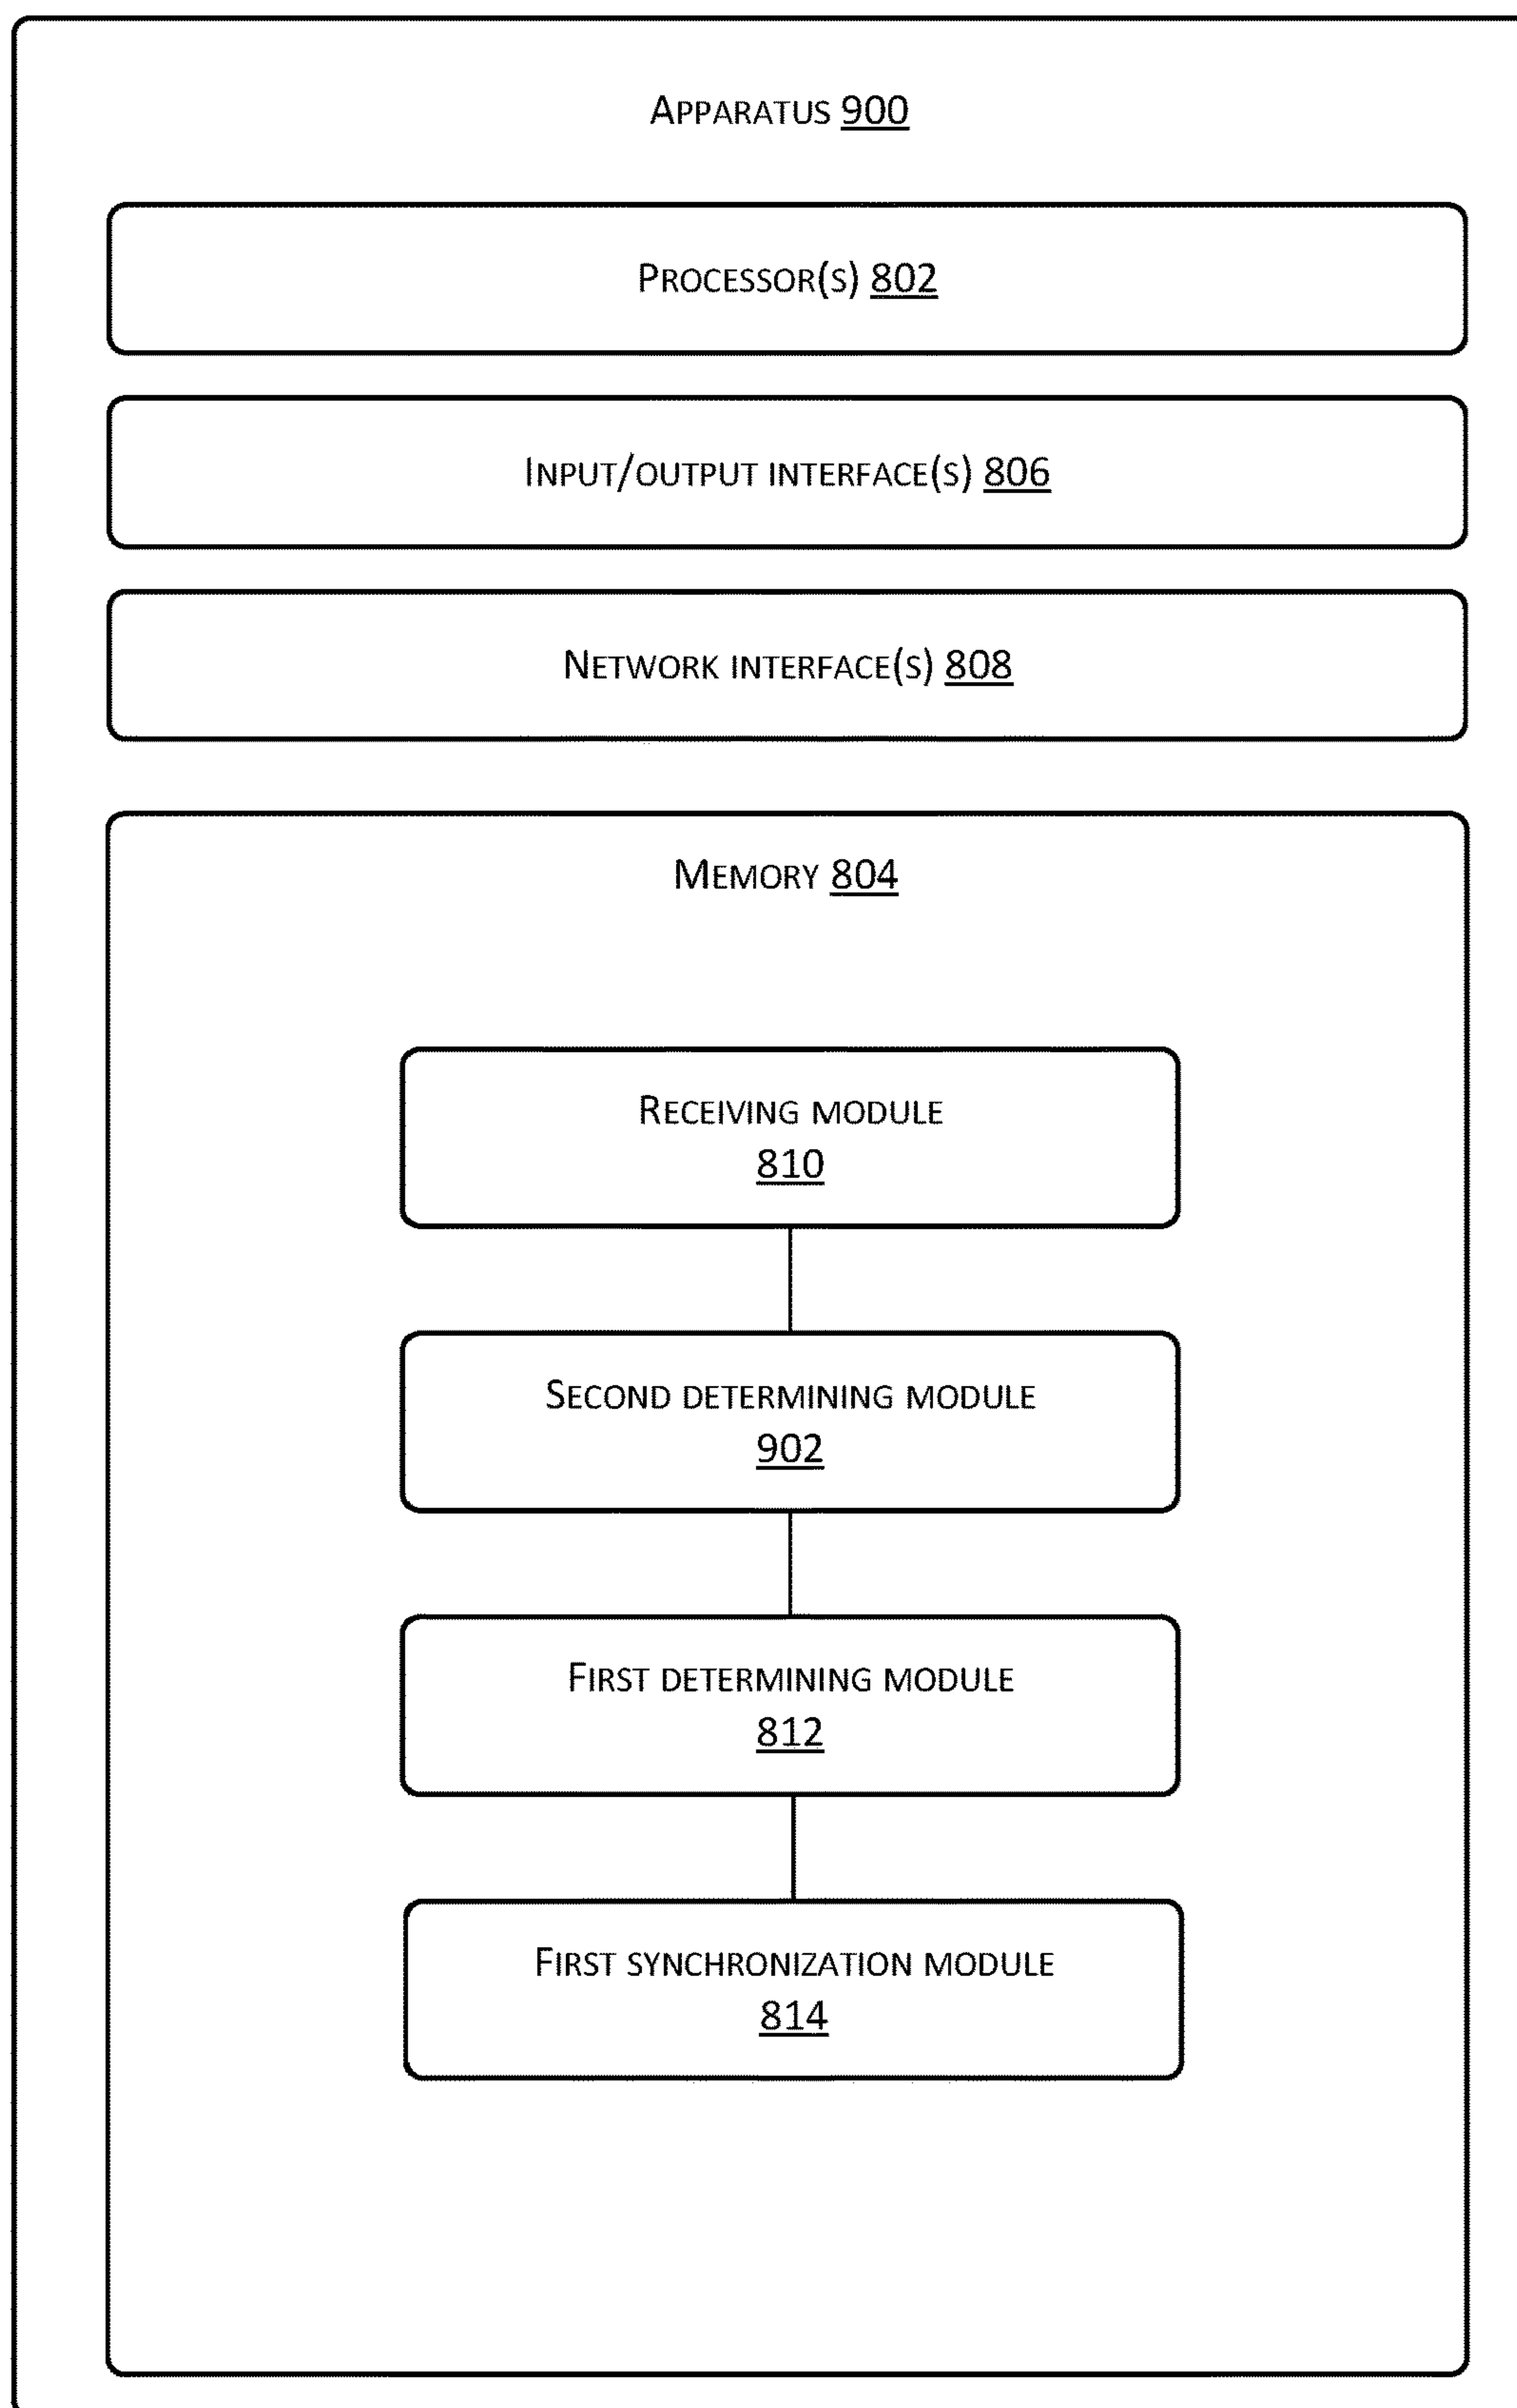 APPARATUS 900
PROCESSOR(S) 802
INPUT/OUTPUT INTERFACE(S) 806
NETWORK INTERFACE(S) 808
MEMORY 804
RECEIVING MODULE
810
SECOND DETERMINING MODULE
902
FIRST DETERMINING MODULE
812
FIRST SYNCHRONIZATION MODULE
814